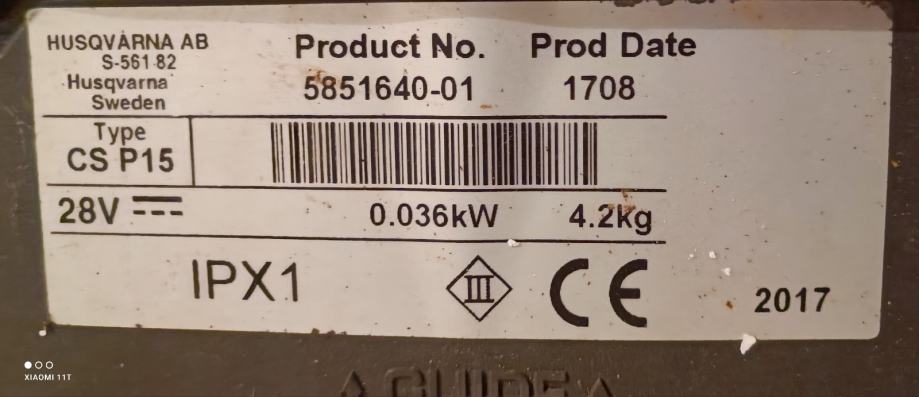 HUSQVARNA AB
S-561 82
Husqvarna
Sweden
Product No.
5851640-01
Prod Date
1708
Type
CS P15
28V
0.036kW
4.2kg
IPX1
III
CE
2017
GUIDE
XIAOMI 11T